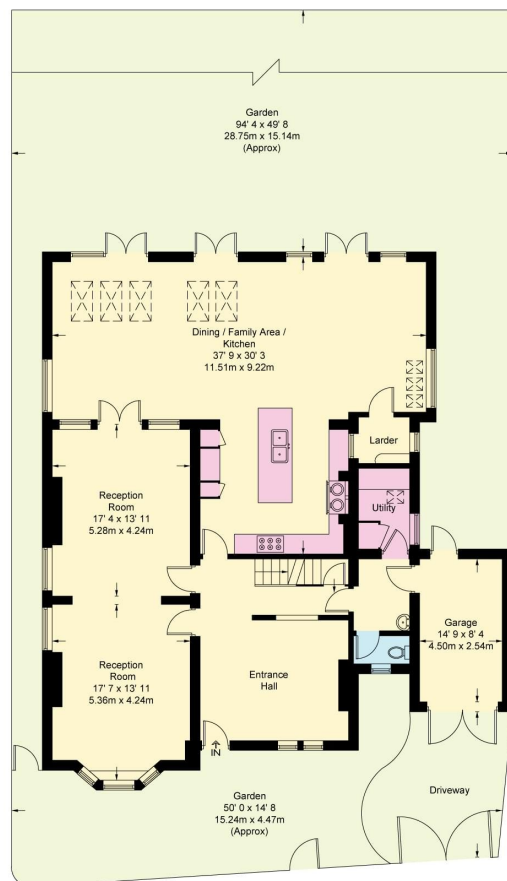 Garden
94' 4 x 49' 8
28.75m x 15.14m
(Approx)
Dining / Family Area /
Kitchen
37' 9 x 30' 3
11.51m x 9.22m
Larder
Utility
Reception
Room
17' 4 x 13' 11
5.28m x 4.24m
Garage
14' 9 x 8' 4
4.50m x 2.54m
Reception
Room
17' 7 x 13' 11
5.36m x 4.24m
Entrance
Hall
IN
Driveway
Garden
50' 0 x 14' 8
15.24m x 4.47m
(Approx)